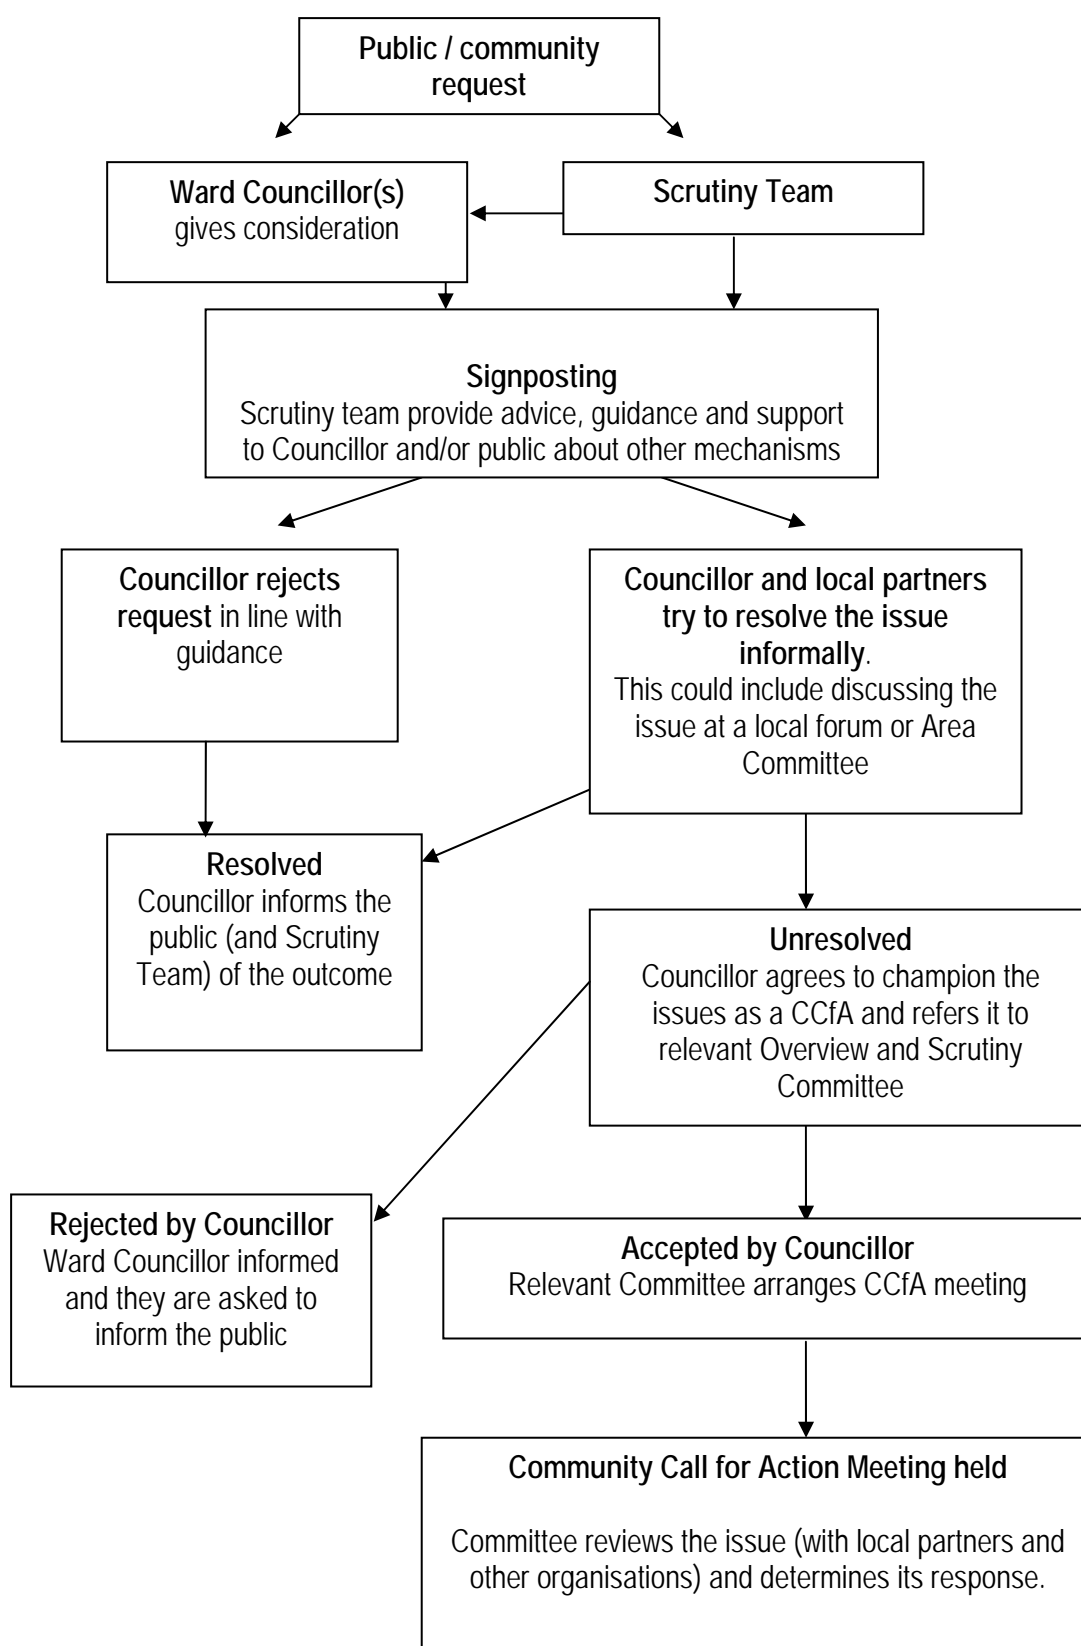 Public / community
request
Ward Councillor(s)
gives consideration
Scrutiny Team
Signposting
Scrutiny team provide advice, guidance and support
to Councillor and/or public about other mechanisms
Councillor rejects
request in line with
guidance
Councillor and local partners
try to resolve the issue
informally.
This could include discussing the
issue at a local forum or Area
Committee
Resolved
Councillor informs the
public (and Scrutiny
Team) of the outcome
Unresolved
Councillor agrees to champion the
issues as a CCfA and refers it to
relevant Overview and Scrutiny
Committee
Rejected by Councillor
Ward Councillor informed
and they are asked to
inform the public
Accepted by Councillor
Relevant Committee arranges CCfA meeting
Community Call for Action Meeting held
Committee reviews the issue (with local partners and
other organisations) and determines its response.